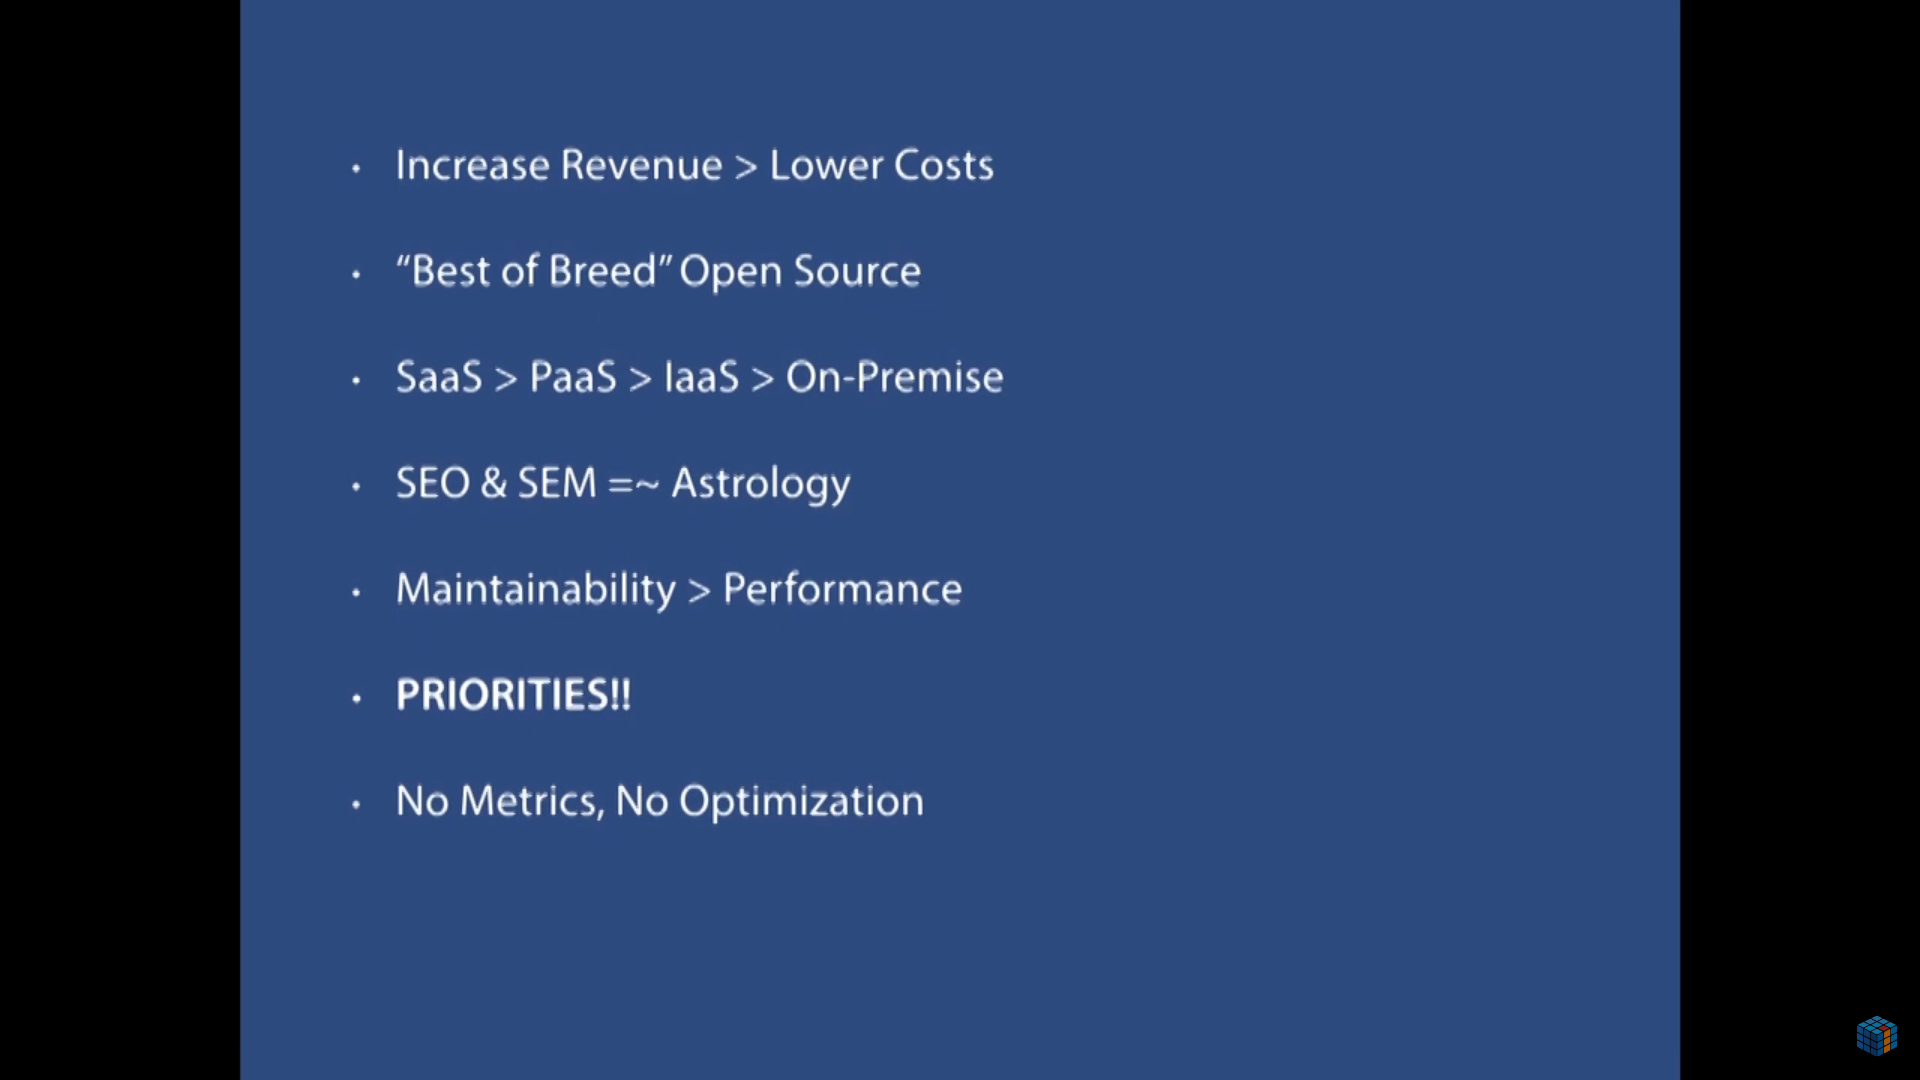 • Increase Revenue > Lower Costs
• “Best of Breed” Open Source
• SaaS > PaaS > IaaS > On-Premise
• SEO & SEM =~ Astrology
• Maintainability > Performance
• PRIORITIES!!
• No Metrics, No Optimization